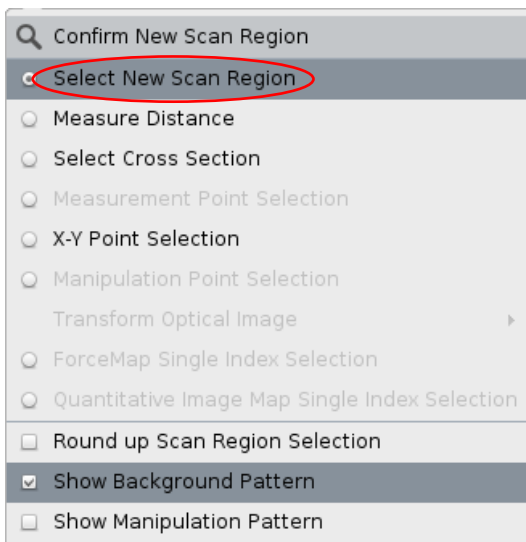 Confirm New Scan Region
Select New Scan Region
Measure Distance
Select Cross Section
Measurement Point Selection
X-Y Point Selection
Manipulation Point Selection
Transform Optical Image
ForceMap Single Index Selection
Quantitative Image Map Single Index Selection
Round up Scan Region Selection
Show Background Pattern
Show Manipulation Pattern